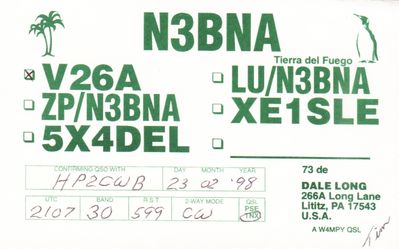 N3BNA
Tierra del Fuego
V26A
LU/N3BNA
ZP/N3BNA
XE1SLE
5X4DEL
CONFIRMING QSO WITH DAY MONTH YEAR
HP2CWB 23 02 '98
UTC BAND R S T 2-WAY MODE QSL
2107 30 599 CW PSE TNX
73 de
DALE LONG
266A Long Lane
Lititz, PA 17543
U.S.A.
A W4MPY QSL